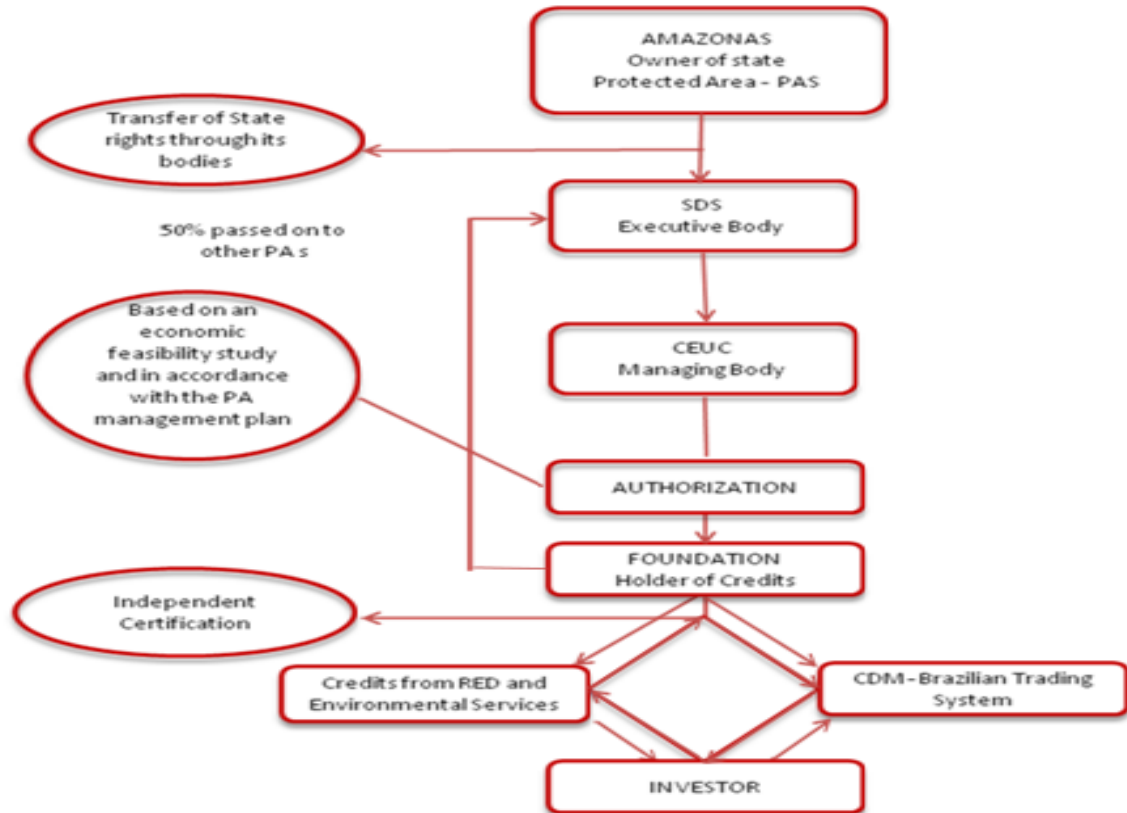 AMAZONAS
Owner of state
Protected Area - PAS
Transfer of State
rights through its
bodies
SDS
Executive Body
50% passed on to
other PA s
Based on an
economic
feasibility study
and in accordance
with the PA
management plan
CEUC
Managing Body
AUTHORIZATION
FOUNDATION
Holder of Credits
Independent
Certification
Credits from RED and
Environmental Services
CDM-Brazilian Trading
System
INVESTOR